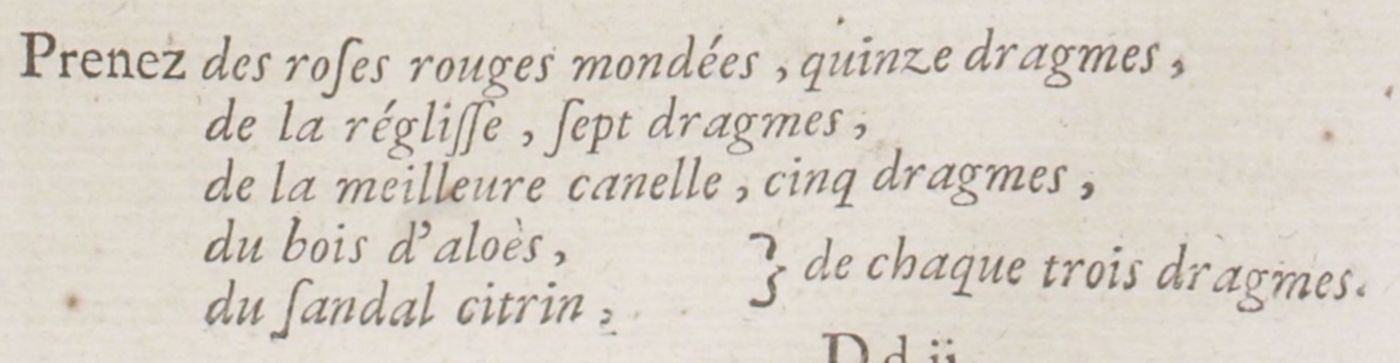 Prenez des roſes rouges mondées, quinze dragmes,
de la régliſſe, ſept dragmes,
de la meilleure canelle, cinq dragmes,
du bois d'aloès,
du ſandal citrin,
} de chaque trois dragmes.
D d ij